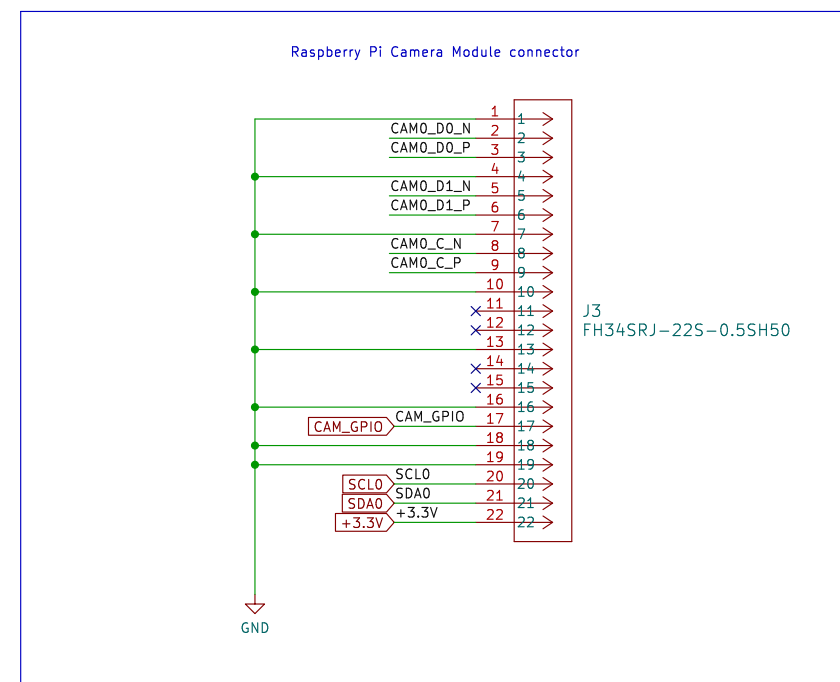 Raspberry Pi Camera Module connector
1 1
CAM0_D0_N 2 2
CAM0_D0_P 3 3
4 4
CAM0_D1_N 5 5
CAM0_D1_P 6 6
7 7
CAM0_C_N 8 8
CAM0_C_P 9 9
10 10
11 11
J3
12 12
FH34SRJ-22S-0.5SH50
13 13
14 14
15 15
16 16
CAM_GPIO CAM_GPIO 17 17
18 18
19 19
SCL0 SCL0 20 20
SDA0 SDA0 21 21
+3.3V +3.3V 22 22
GND